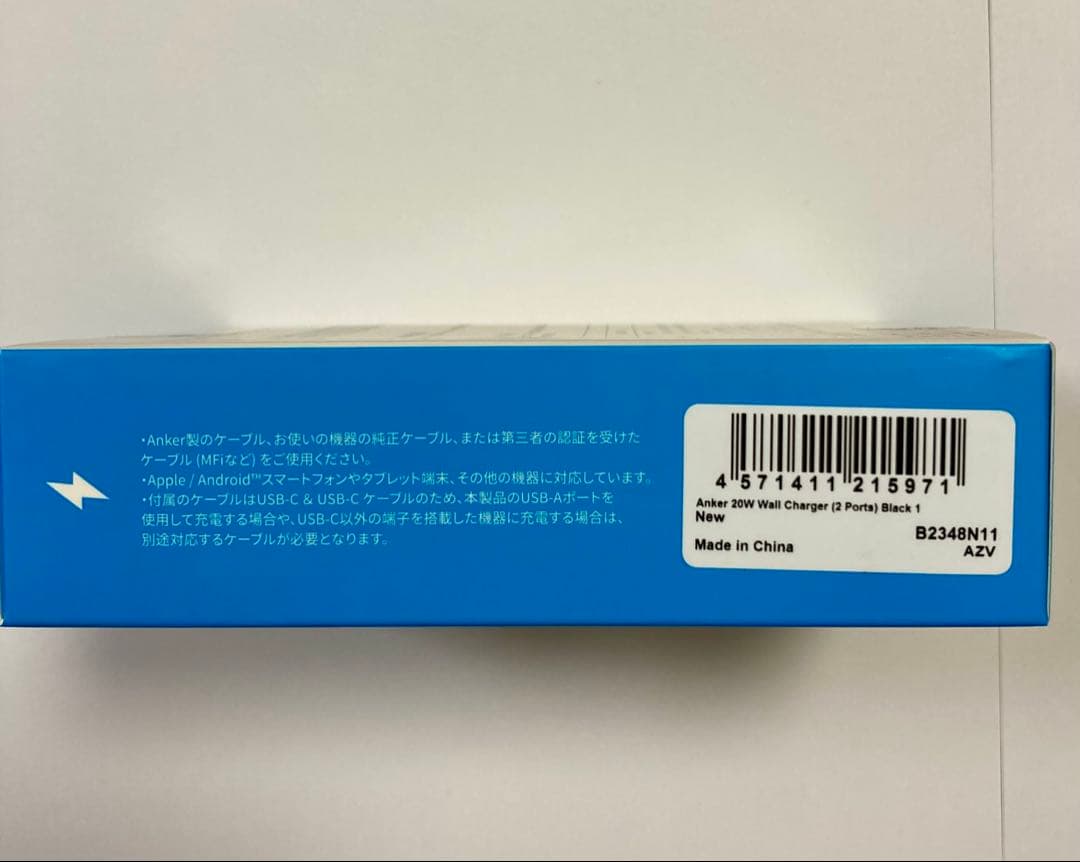 ・Anker製のケーブル、お使いの機器の純正ケーブル、または第三者の認証を受けた
ケーブル (MFiなど) をご使用ください。
・Apple / Android™スマートフォンやタブレット端末、その他の機器に対応しています。
・付属のケーブルはUSB-C & USB-C ケーブルのため、本製品のUSB-Aポートを
使用して充電する場合や、USB-C以外の端子を搭載した機器に充電する場合は、
別途対応するケーブルが必要となります。
4 571411 215971
Anker 20W Wall Charger (2 Ports) Black 1
New
B2348N11
Made in China
AZV